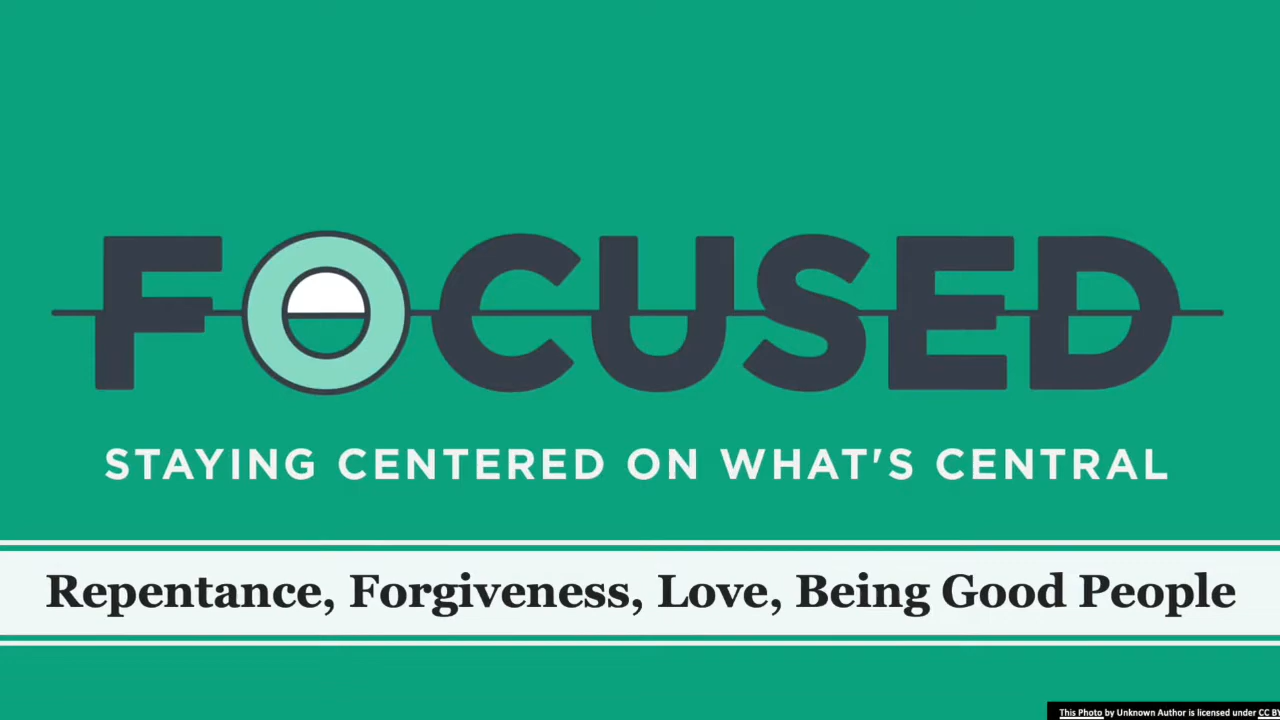 FOCUSED
STAYING CENTERED ON WHAT'S CENTRAL
Repentance, Forgiveness, Love, Being Good People
This Photo by Unknown Author is licensed under CC BY